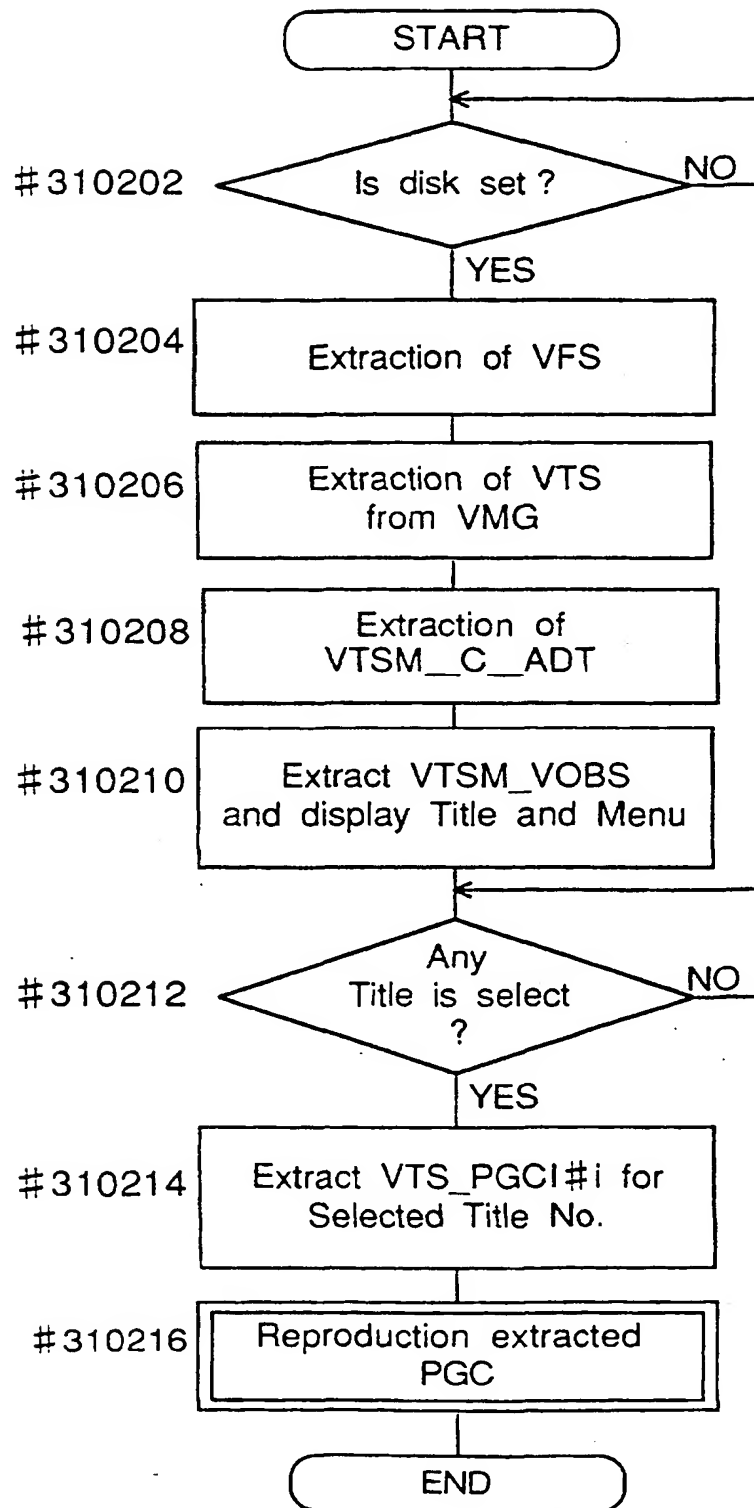 START
#310202
Is disk set ?
NO
YES
#310204
Extraction of VFS
#310206
Extraction of VTS
from VMG
#310208
Extraction of
VTSM__C__ADT
#310210
Extract VTSM_VOBS
and display Title and Menu
#310212
Any
Title is select
?
NO
YES
#310214
Extract VTS_PGCI#i for
Selected Title No.
#310216
Reproduction extracted
PGC
END